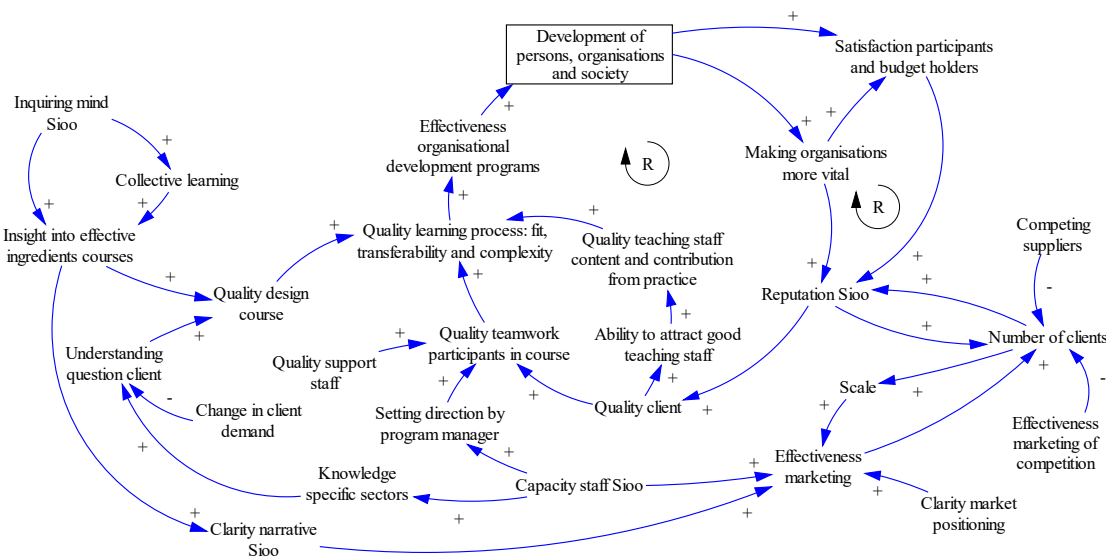 Development of
persons, organisations
and society
+
Satisfaction participants
and budget holders
Inquiring mind
Sioo
+
+
+
+
+
Effectiveness
organisational
development programs
R
Making organisations
more vital
Collective learning
+
+
+
R
Insight into effective
ingredients courses
+
Quality learning process: fit,
transferability and complexity
+
Quality teaching staff
content and contribution
from practice
Competing
suppliers
+
+
+
+
+
Quality design
course
Reputation Sioo
-
+
+
+
+
Understanding
question client
Quality support
staff
Quality teamwork
participants in course
Ability to attract good
teaching staff
Number of clients
+
+
+
+
-
-
Change in client
demand
Setting direction by
program manager
+
Quality client
+
Scale
+
Effectiveness
marketing of
competition
+
+
Knowledge
specific sectors
Capacity staff Sioo
+
Effectiveness
marketing
+
Clarity market
positioning
+
+
+
Clarity narrative
Sioo